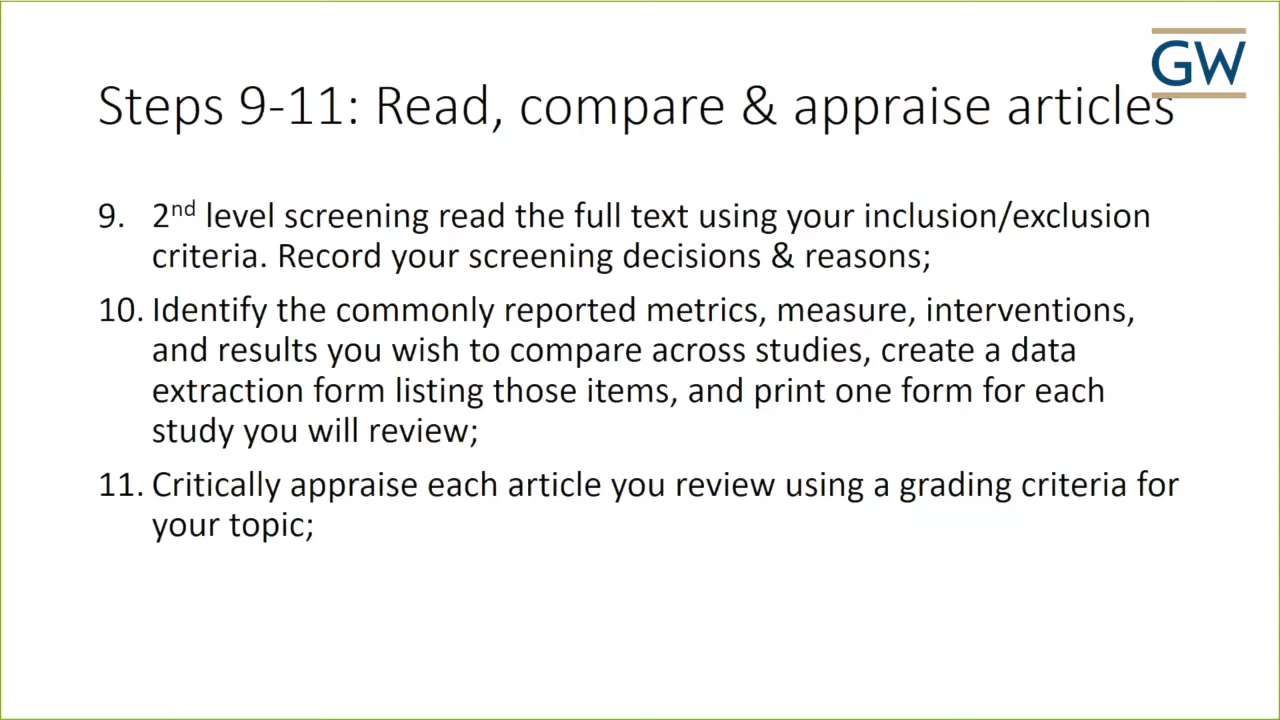 GW
Steps 9-11: Read, compare & appraise articles
9. 2nd level screening read the full text using your inclusion/exclusion
criteria. Record your screening decisions & reasons;
10. Identify the commonly reported metrics, measure, interventions,
and results you wish to compare across studies, create a data
extraction form listing those items, and print one form for each
study you will review;
11. Critically appraise each article you review using a grading criteria for
your topic;